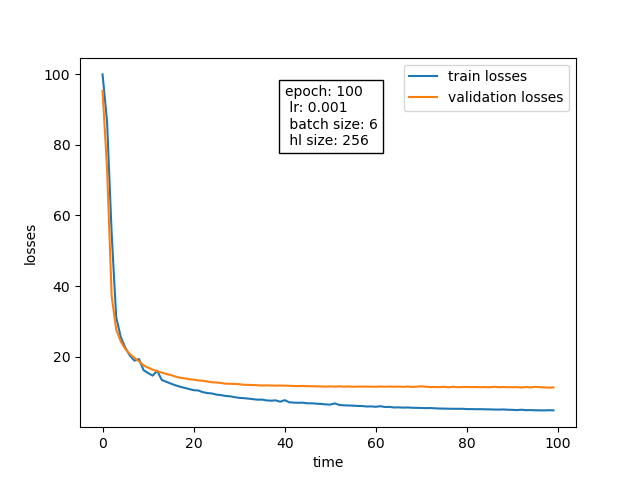 train losses
validation losses
epoch: 100
lr: 0.001
batch size: 6
hl size: 256
100
80
60
40
20
losses
0
20
40
60
80
100
time